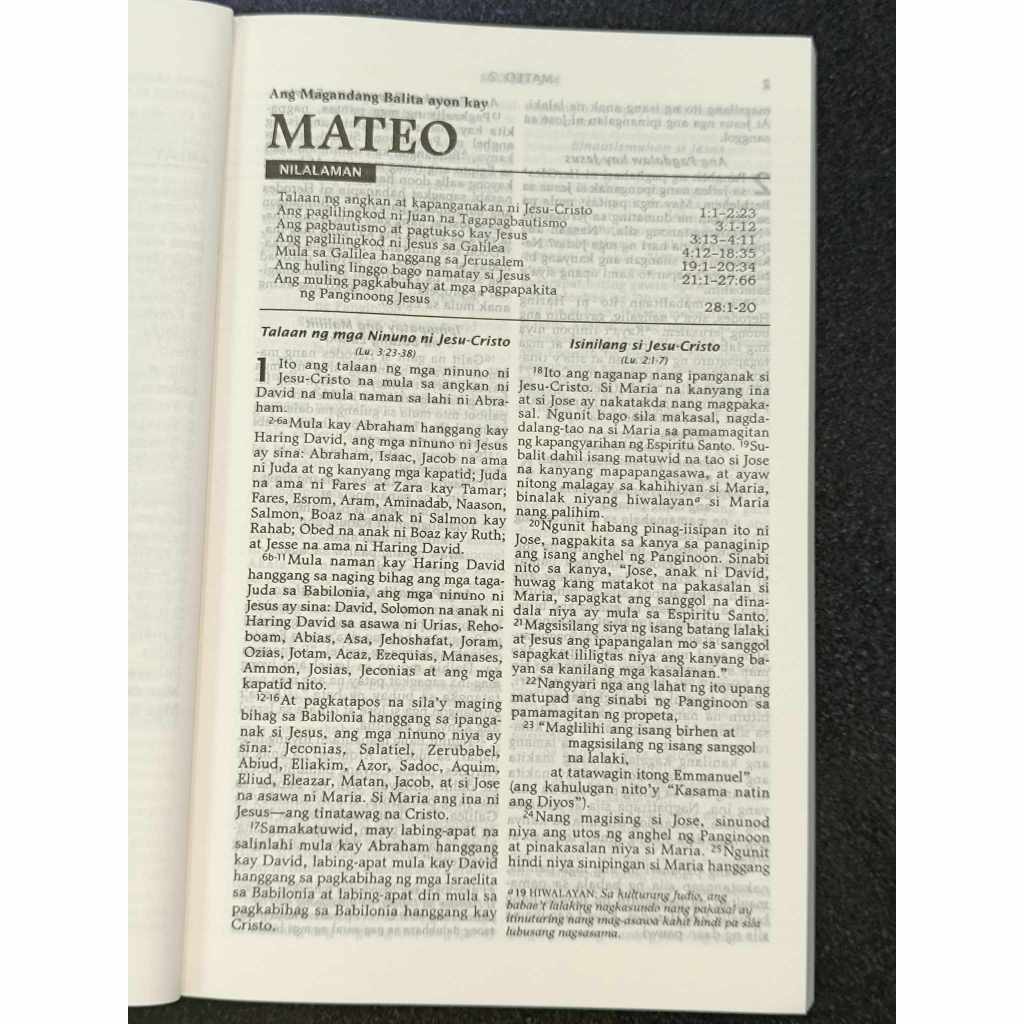 Ang Magandang Balita ayon kay
MATEO
NILALAMAN
Talaan ng angkan at kapanganakan ni Jesu-Cristo 1:1–2:23
Ang paglilingkod ni Juan na Tagapagbautismo 3:1-12
Ang pagbautismo at pagtukso kay Jesus 3:13–4:11
Ang paglilingkod ni Jesus sa Galilea 4:12–18:35
Mula sa Galilea hanggang sa Jerusalem 19:1–20:34
Ang huling linggo bago namatay si Jesus 21:1–27:66
Ang muling pagkabuhay at mga pagpapakita
ng Panginoong Jesus 28:1-20
Talaan ng mga Ninuno ni Jesu-Cristo
(Lu. 3:23-38)
1 Ito ang talaan ng mga ninuno ni
Jesu-Cristo na mula sa angkan ni
David na mula naman sa lahi ni Abra-
ham:
2-6a Mula kay Abraham hanggang kay
Haring David, ang mga ninuno ni Jesus
ay sina: Abraham, Isaac, Jacob na ama
ni Juda at ng kanyang mga kapatid; Juda
na ama ni Fares at Zara kay Tamar;
Fares, Esrom, Aram, Aminadab, Naason,
Salmon, Boaz na anak ni Salmon kay
Rahab; Obed na anak ni Boaz kay Ruth;
at Jesse na ama ni Haring David.
6b-11 Mula naman kay Haring David
hanggang sa naging bihag ang mga taga-
Juda sa Babilonia, ang mga ninuno ni
Jesus ay sina: David, Solomon na anak ni
Haring David sa asawa ni Urias, Reho-
boam, Abias, Asa, Jehoshafat, Joram,
Ozias, Jotam, Acaz, Ezequias, Manases,
Ammon, Josias, Jeconias at ang mga
kapatid nito.
12-16 At pagkatapos na sila'y maging
bihag sa Babilonia hanggang sa ipanga-
nak si Jesus, ang mga ninuno niya ay
sina: Jeconias, Salatiel, Zerubabel,
Abiud, Eliakim, Azor, Sadoc, Aquim,
Eliud, Eleazar, Matan, Jacob, at si Jose
na asawa ni Maria. Si Maria ang ina ni
Jesus—ang tinatawag na Cristo.
17 Samakatuwid, may labing-apat na
salinlahi mula kay Abraham hanggang
kay David, labing-apat mula kay David
hanggang sa pagkabihag ng mga Israelita
sa Babilonia at labing-apat din mula sa
pagkabihag sa Babilonia hanggang kay
Cristo.
Isinilang si Jesu-Cristo
(Lu. 2:1-7)
18 Ito ang naganap nang ipanganak si
Jesu-Cristo. Si Maria na kanyang ina
at si Jose ay nakatakda nang magpaka-
sal. Ngunit bago sila makasal, nagda-
dalang-tao na si Maria sa pamamagitan
ng kapangyarihan ng Espiritu Santo. 19 Su-
balit dahil isang matuwid na tao si Jose
na kanyang mapapangasawa, at ayaw
nitong malagay sa kahihiyan si Maria,
binalak niyang hiwalayan a si Maria
nang palihim.
20 Ngunit habang pinag-iisipan ito ni
Jose, nagpakita sa kanya sa panaginip
ang isang anghel ng Panginoon. Sinabi
nito sa kanya, "Jose, anak ni David,
huwag kang matakot na pakasalan si
Maria, sapagkat ang sanggol na dina-
dala niya ay mula sa Espiritu Santo.
21 Magsisilang siya ng isang batang lalaki
at Jesus ang ipapangalan mo sa sanggol
sapagkat ililigtas niya ang kanyang ba-
yan sa kanilang mga kasalanan."
22 Nangyari nga ang lahat ng ito upang
matupad ang sinabi ng Panginoon sa
pamamagitan ng propeta,
23 "Maglilihi ang isang birhen at
magsisilang ng isang sanggol
na lalaki,
at tatawagin itong Emmanuel"
(ang kahulugan nito'y "Kasama natin
ang Diyos").
24 Nang magising si Jose, sinunod
niya ang utos ng anghel ng Panginoon
at pinakasalan niya si Maria. 25 Ngunit
hindi niya sinipingan si Maria hanggang
a 19 HIWALAYAN: Sa kulturang Judio, ang
babae't lalaking nagkasundo nang pakasal ay
itinuturing nang mag-asawa kahit hindi pa sila
lubusang nagsasama.